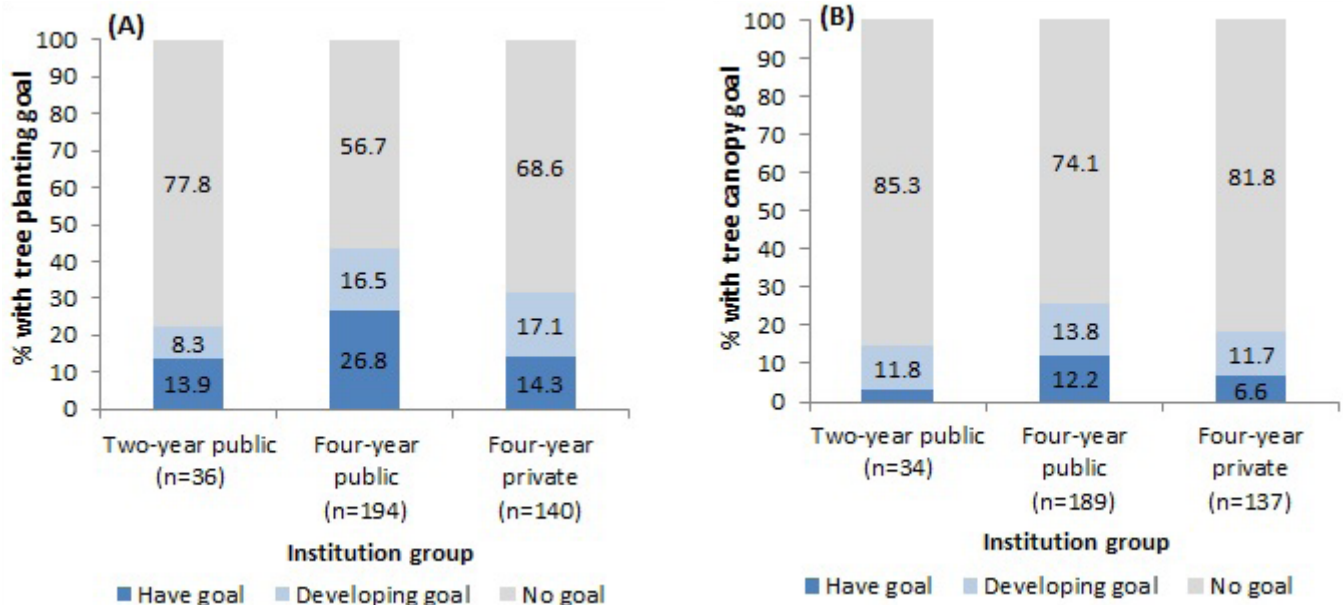 (A)
% with tree planting goal
100
90
80
70
60
50
40
30
20
10
0
77.8
8.3
13.9
56.7
16.5
26.8
68.6
17.1
14.3
Two-year public
(n=36)
Four-year
public
(n=194)
Four-year
private
(n=140)
Institution group
Have goal
Developing goal
No goal
(B)
% with tree canopy goal
100
90
80
70
60
50
40
30
20
10
0
85.3
11.8
74.1
13.8
12.2
81.8
11.7
6.6
Two-year public
(n=34)
Four-year
public
(n=189)
Four-year
private
(n=137)
Institution group
Have goal
Developing goal
No goal